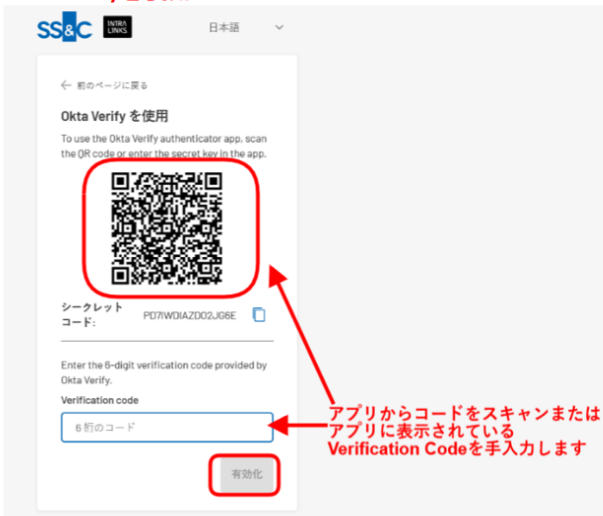 SS&C INTRA LINKS 日本語
← 前のページに戻る
Okta Verify を使用
To use the Okta Verify authenticator app, scan
the QR code or enter the secret key in the app.
シークレット
コード: PD7IWDIAZDO2JG6E
Enter the 6-digit verification code provided by
Okta Verify.
Verification code
6 桁のコード
有効化
アプリからコードをスキャンまたは
アプリに表示されている
Verification Codeを手入力します